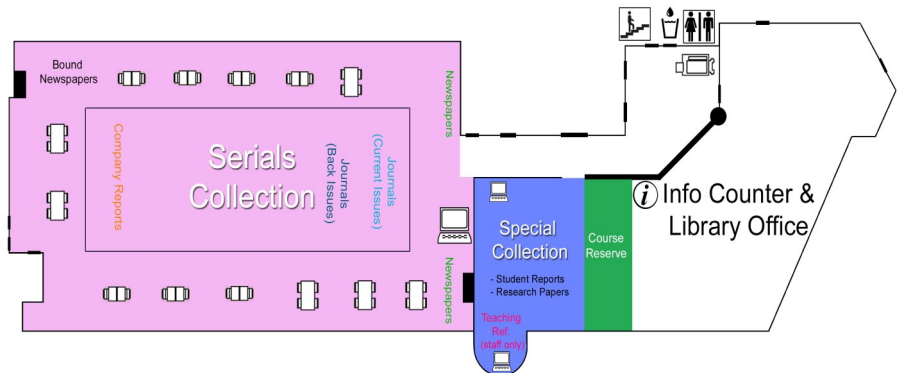 Bound
Newspapers
Newspapers
Company Reports
Serials
Collection
Journals
(Back Issues)
Journals
(Current Issues)
Newspapers
Special
Collection
- Student Reports
- Research Papers
Teaching
Ref.
(staff only)
Course
Reserve
i Info Counter &
Library Office